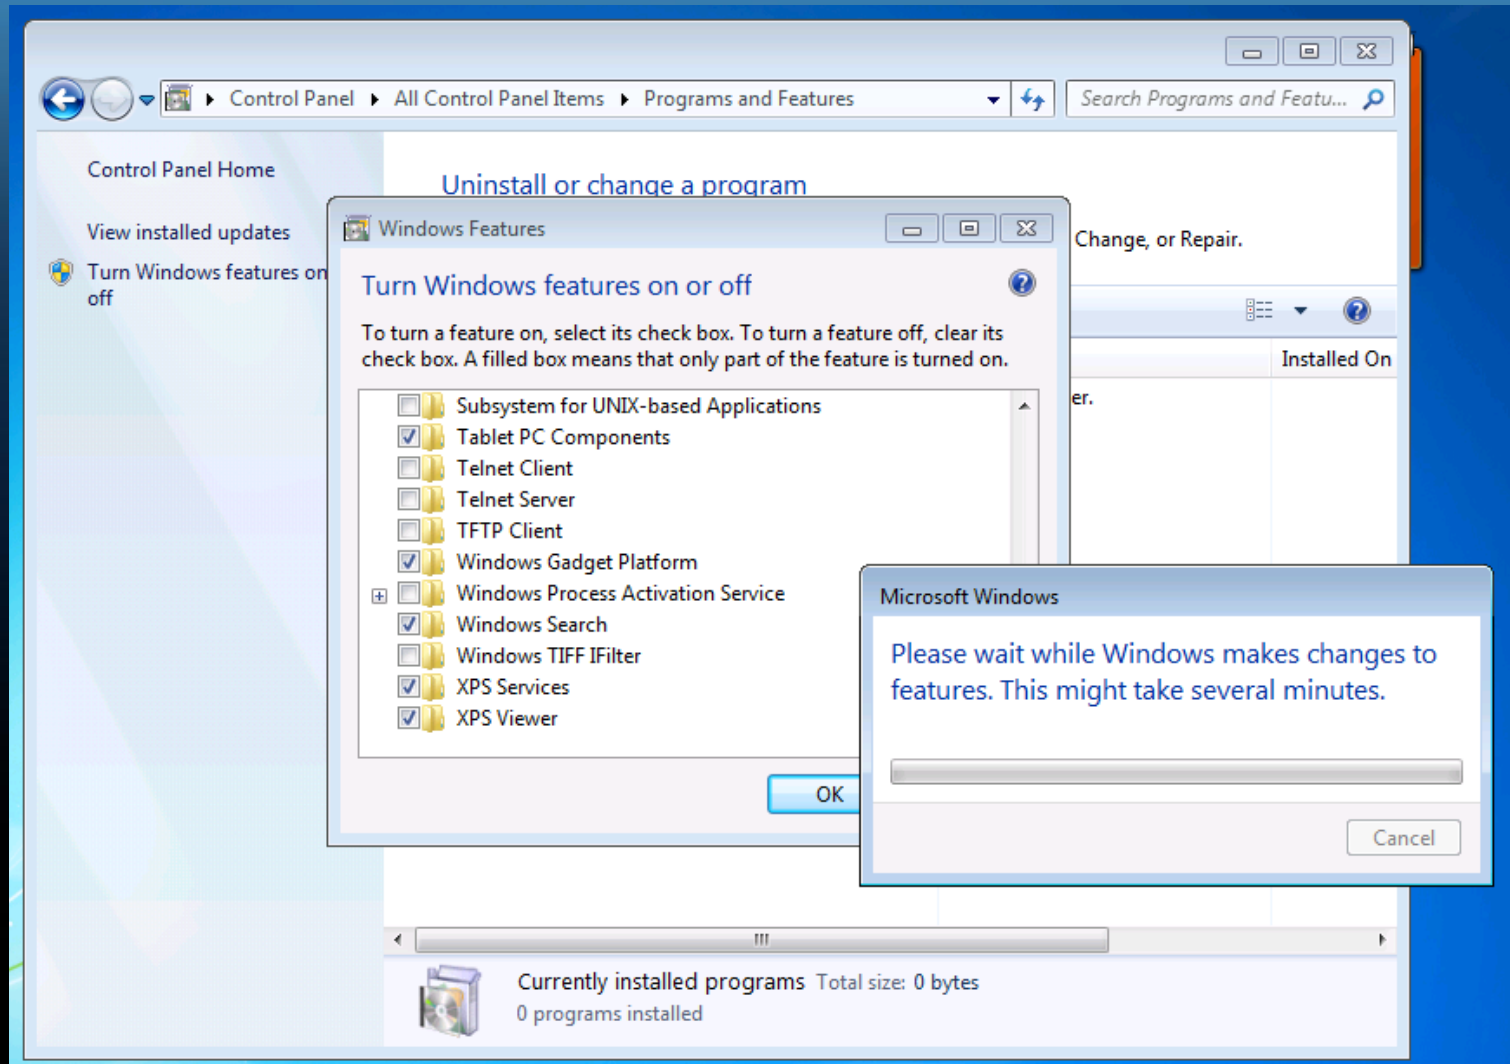 Control Panel ▸ All Control Panel Items ▸ Programs and Features
Search Programs and Featu...
Control Panel Home
View installed updates
Turn Windows features on
off
Uninstall or change a program
Change, or Repair.
Installed On
er.
Windows Features
Turn Windows features on or off
To turn a feature on, select its check box. To turn a feature off, clear its
check box. A filled box means that only part of the feature is turned on.
Subsystem for UNIX-based Applications
Tablet PC Components
Telnet Client
Telnet Server
TFTP Client
Windows Gadget Platform
Windows Process Activation Service
Windows Search
Windows TIFF IFilter
XPS Services
XPS Viewer
OK
Microsoft Windows
Please wait while Windows makes changes to
features. This might take several minutes.
Cancel
Currently installed programs Total size: 0 bytes
0 programs installed